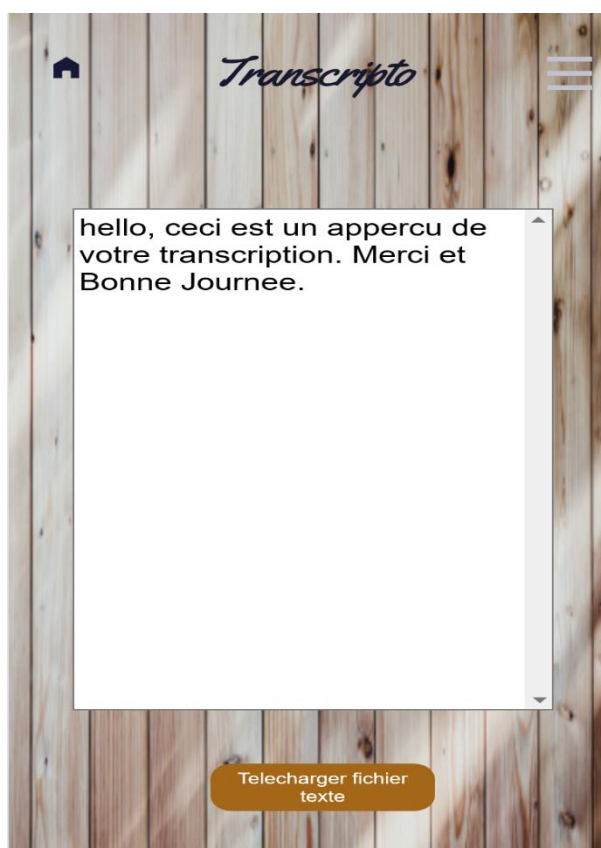 Transcripto
hello, ceci est un appercu de
votre transcription. Merci et
Bonne Journee.
Telecharger fichier
texte